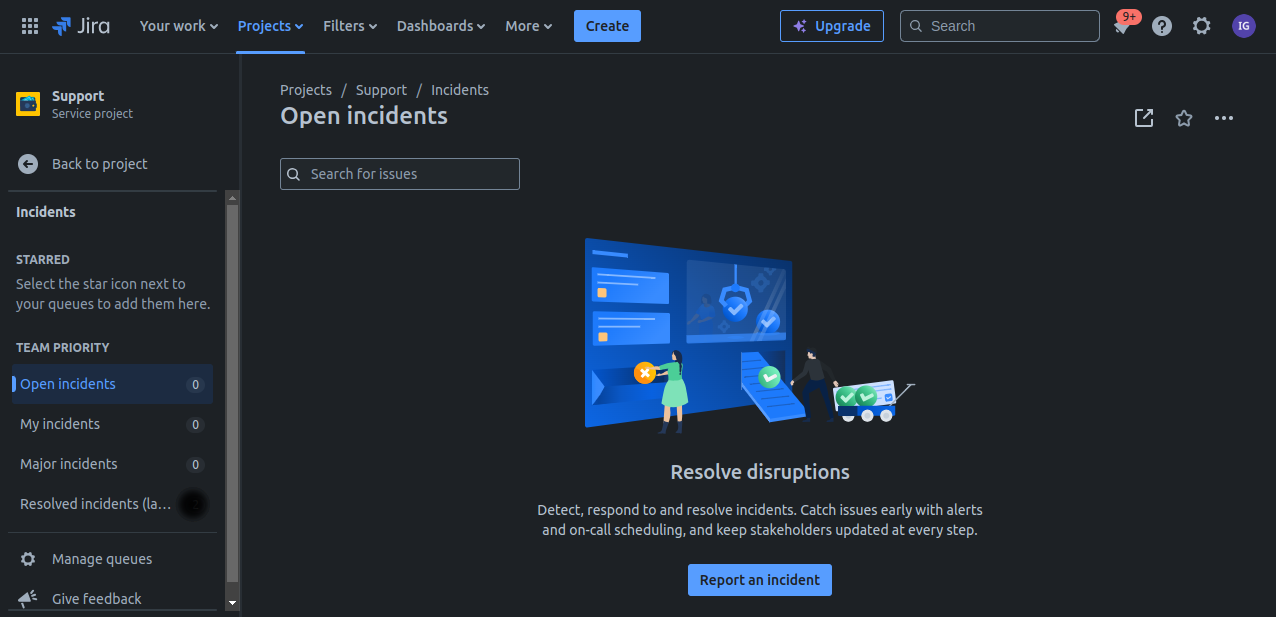 Jira
Your work
Projects
Filters
Dashboards
More
Create
Upgrade
Search
9+
IG
Support
Service project
Back to project
Incidents
STARRED
Select the star icon next to
your queues to add them here.
TEAM PRIORITY
Open incidents 0
My incidents 0
Major incidents 0
Resolved incidents (la...
Manage queues
Give feedback
Projects / Support / Incidents
Open incidents
Search for issues
Resolve disruptions
Detect, respond to and resolve incidents. Catch issues early with alerts
and on-call scheduling, and keep stakeholders updated at every step.
Report an incident